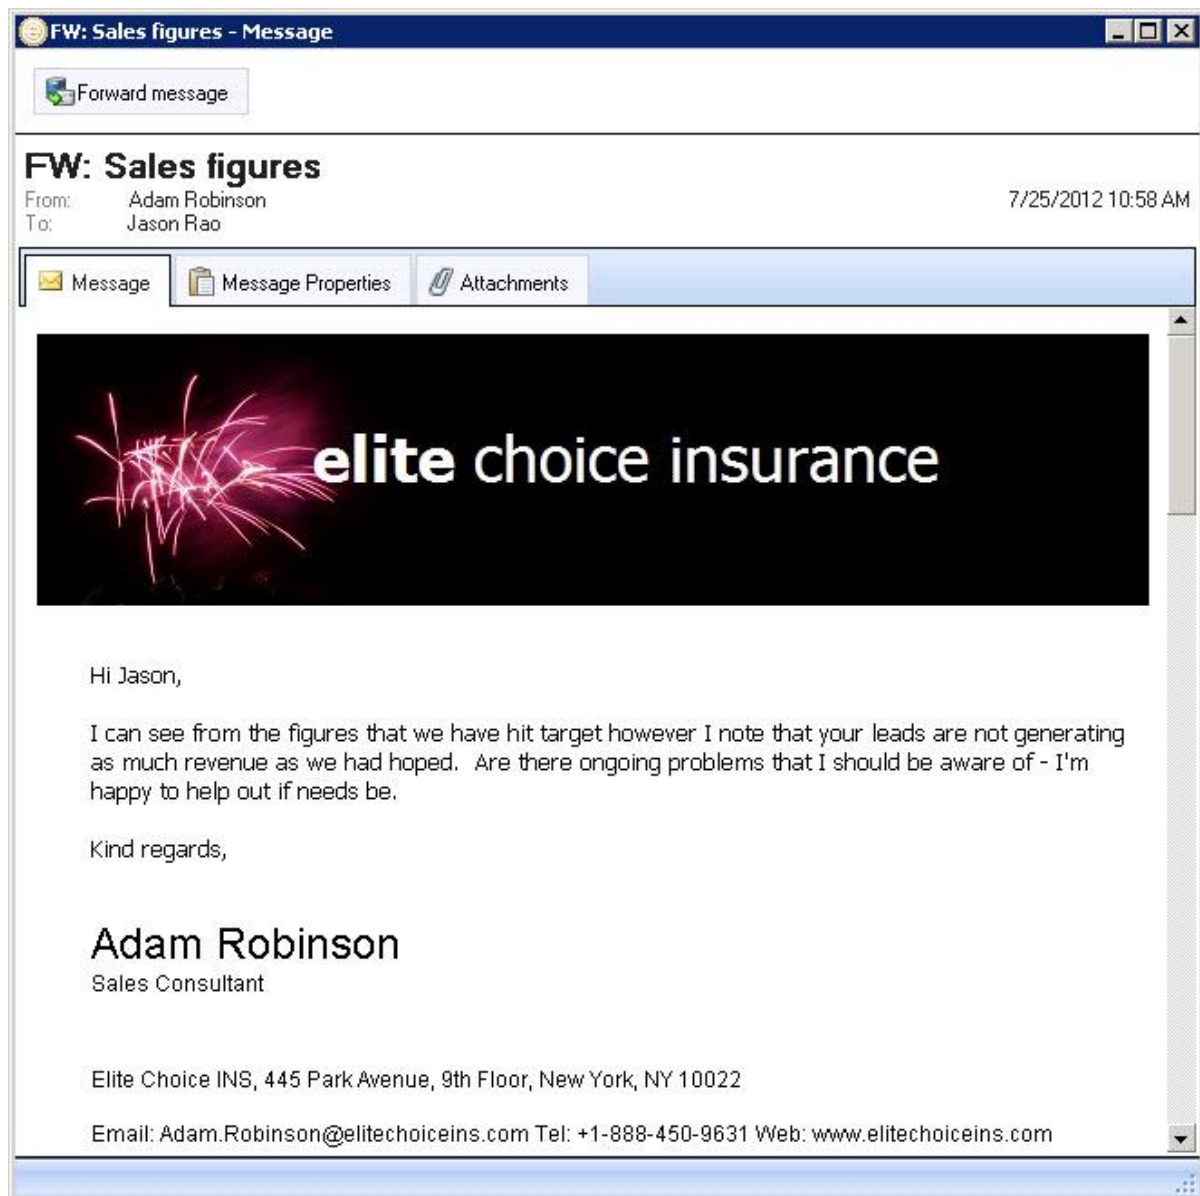 FW: Sales figures - Message
Forward message
FW: Sales figures
From: Adam Robinson 7/25/2012 10:58 AM
To: Jason Rao
Message Message Properties Attachments
elite choice insurance
Hi Jason,
I can see from the figures that we have hit target however I note that your leads are not generating
as much revenue as we had hoped.  Are there ongoing problems that I should be aware of - I'm
happy to help out if needs be.
Kind regards,
Adam Robinson
Sales Consultant
Elite Choice INS, 445 Park Avenue, 9th Floor, New York, NY 10022
Email: Adam.Robinson@elitechoiceins.com Tel: +1-888-450-9631 Web: www.elitechoiceins.com